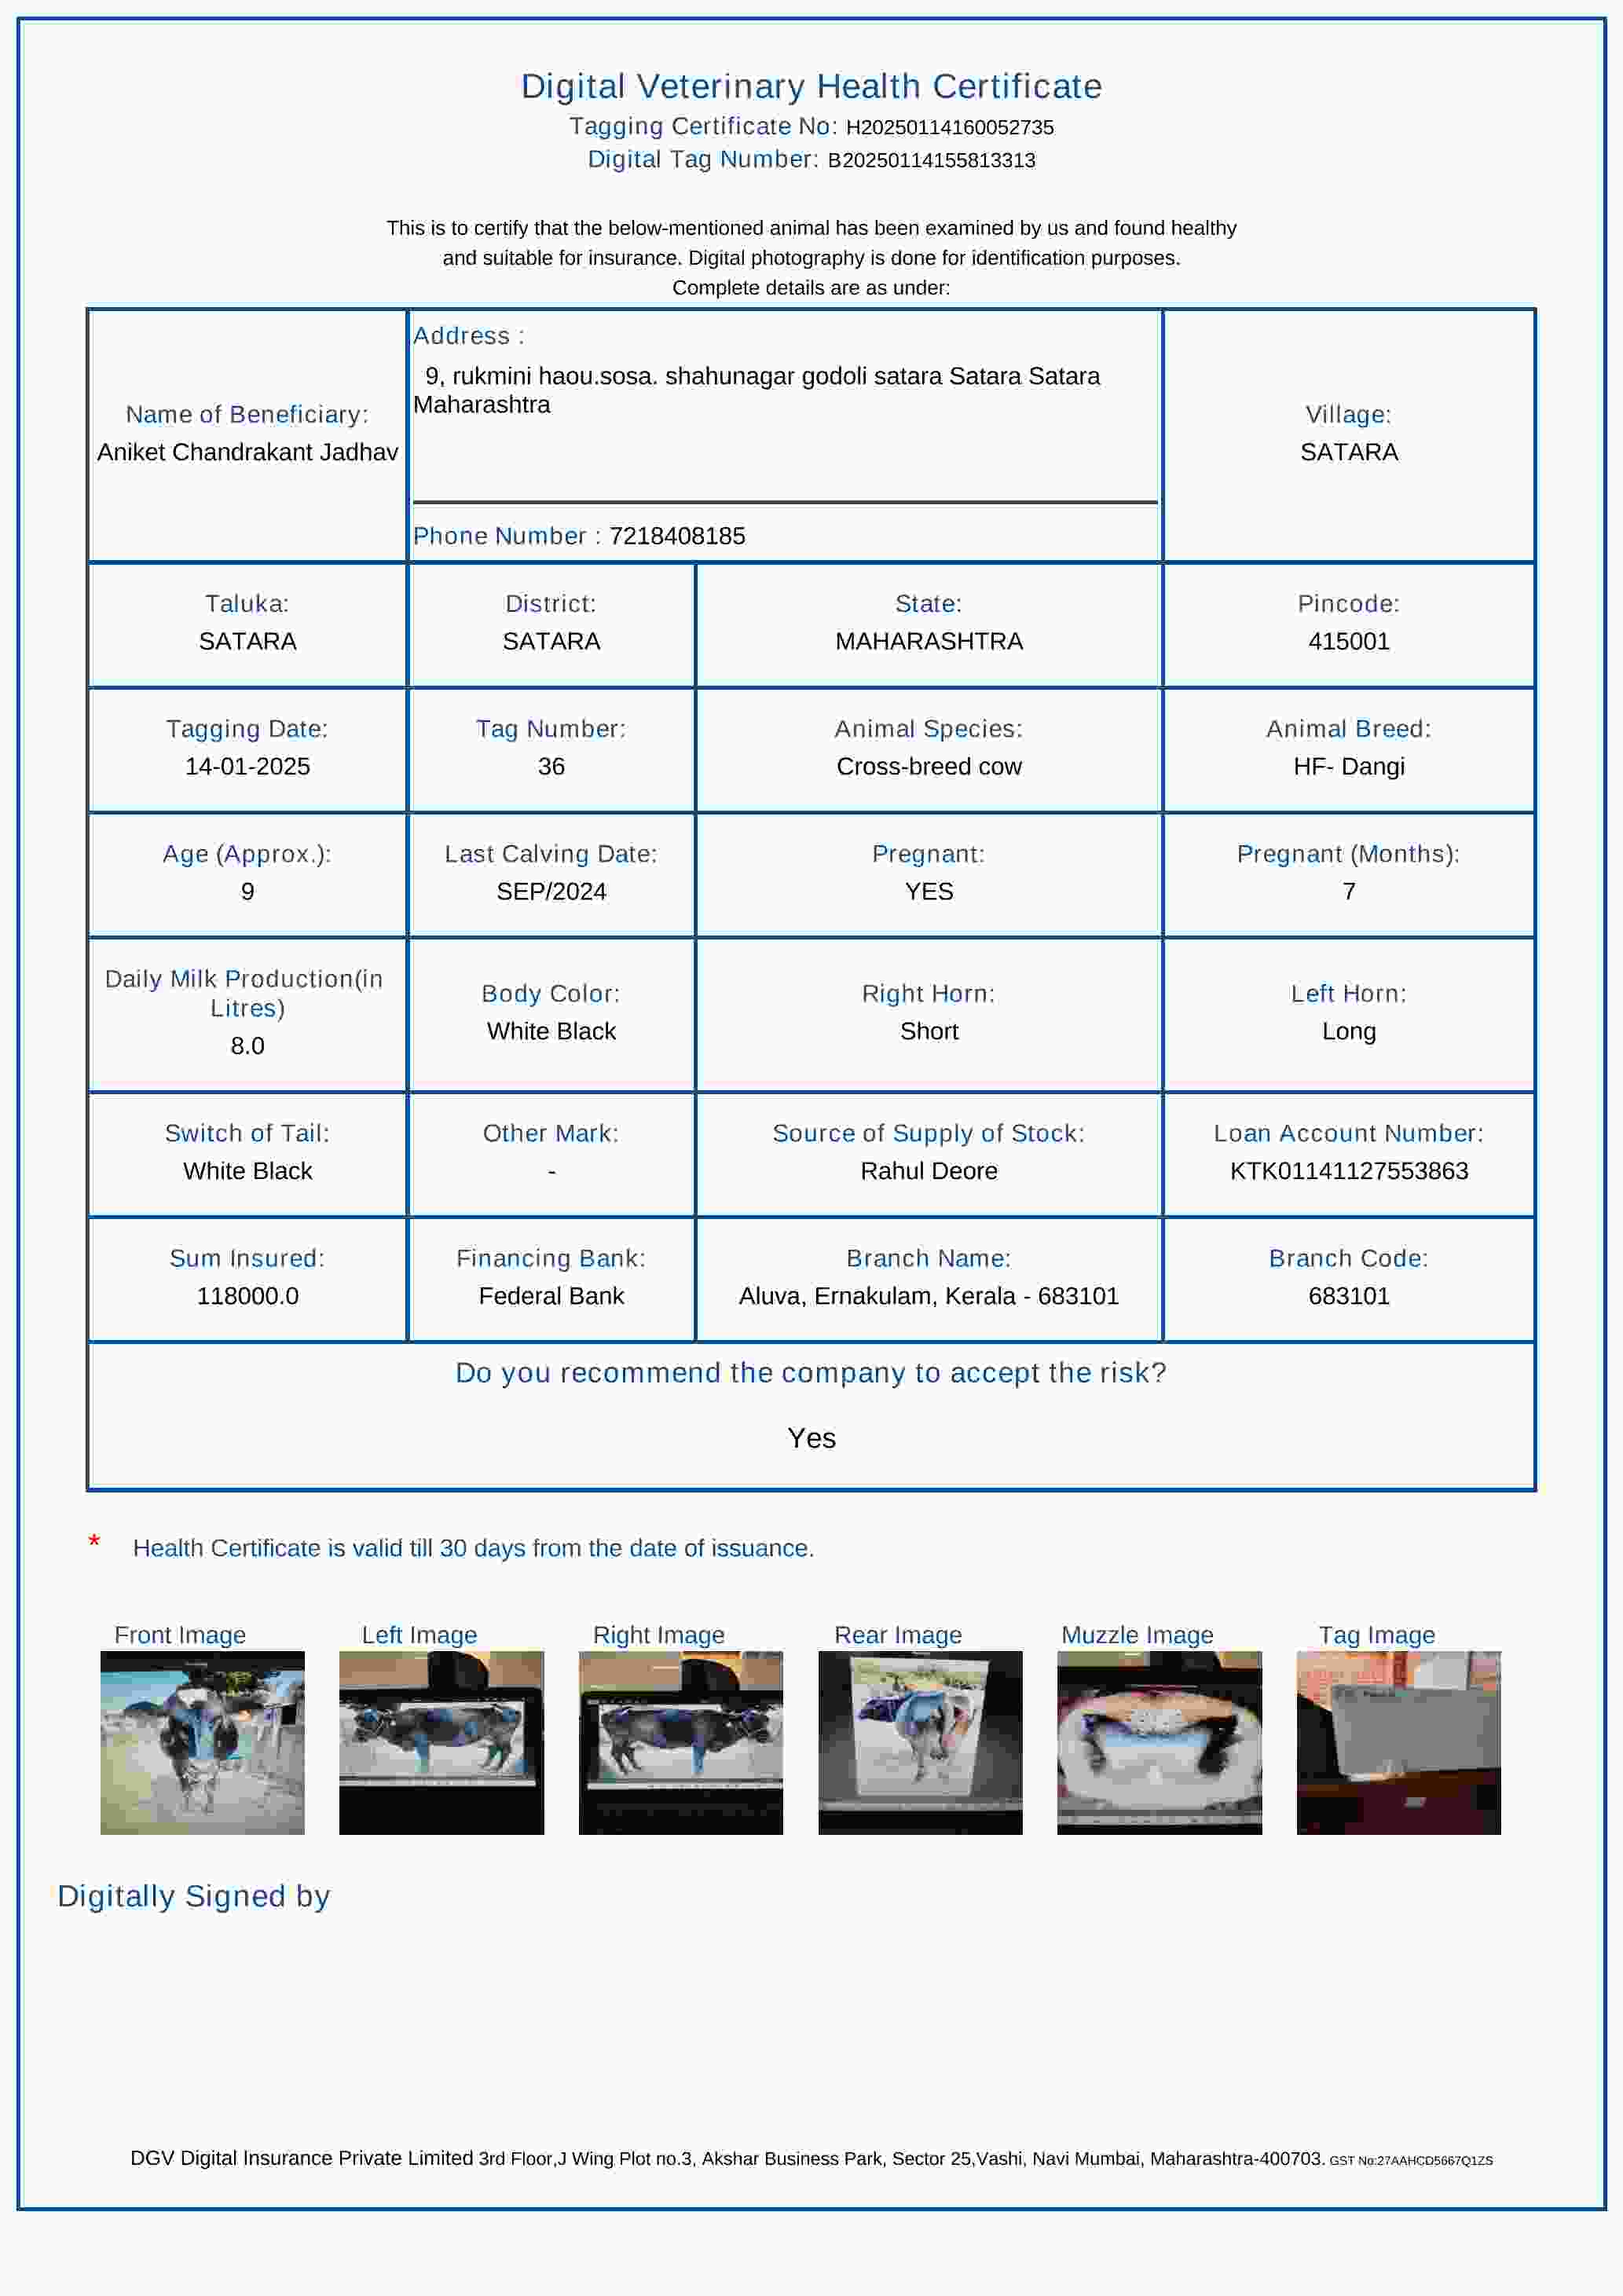 Digital Veterinary Health Certificate
Tagging Certificate No: H20250114160052735
Digital Tag Number: B20250114155813313
This is to certify that the below-mentioned animal has been examined by us and found healthy
and suitable for insurance. Digital photography is done for identification purposes.
Complete details are as under:
Name of Beneficiary:
Aniket Chandrakant Jadhav
Address :
9, rukmini haou.sosa. shahunagar godoli satara Satara Satara
Maharashtra
Phone Number : 7218408185
Village:
SATARA
Taluka:
SATARA
District:
SATARA
State:
MAHARASHTRA
Pincode:
415001
Tagging Date:
14-01-2025
Tag Number:
36
Animal Species:
Cross-breed cow
Animal Breed:
HF- Dangi
Age (Approx.):
9
Last Calving Date:
SEP/2024
Pregnant:
YES
Pregnant (Months):
7
Daily Milk Production(in
Litres)
8.0
Body Color:
White Black
Right Horn:
Short
Left Horn:
Long
Switch of Tail:
White Black
Other Mark:
-
Source of Supply of Stock:
Rahul Deore
Loan Account Number:
KTK01141127553863
Sum Insured:
118000.0
Financing Bank:
Federal Bank
Branch Name:
Aluva, Ernakulam, Kerala - 683101
Branch Code:
683101
Do you recommend the company to accept the risk?
Yes
* Health Certificate is valid till 30 days from the date of issuance.
Front Image
Left Image
Right Image
Rear Image
Muzzle Image
Tag Image
Digitally Signed by
DGV Digital Insurance Private Limited 3rd Floor,J Wing Plot no.3, Akshar Business Park, Sector 25,Vashi, Navi Mumbai, Maharashtra-400703. GST No:27AAHCD5667Q1ZS